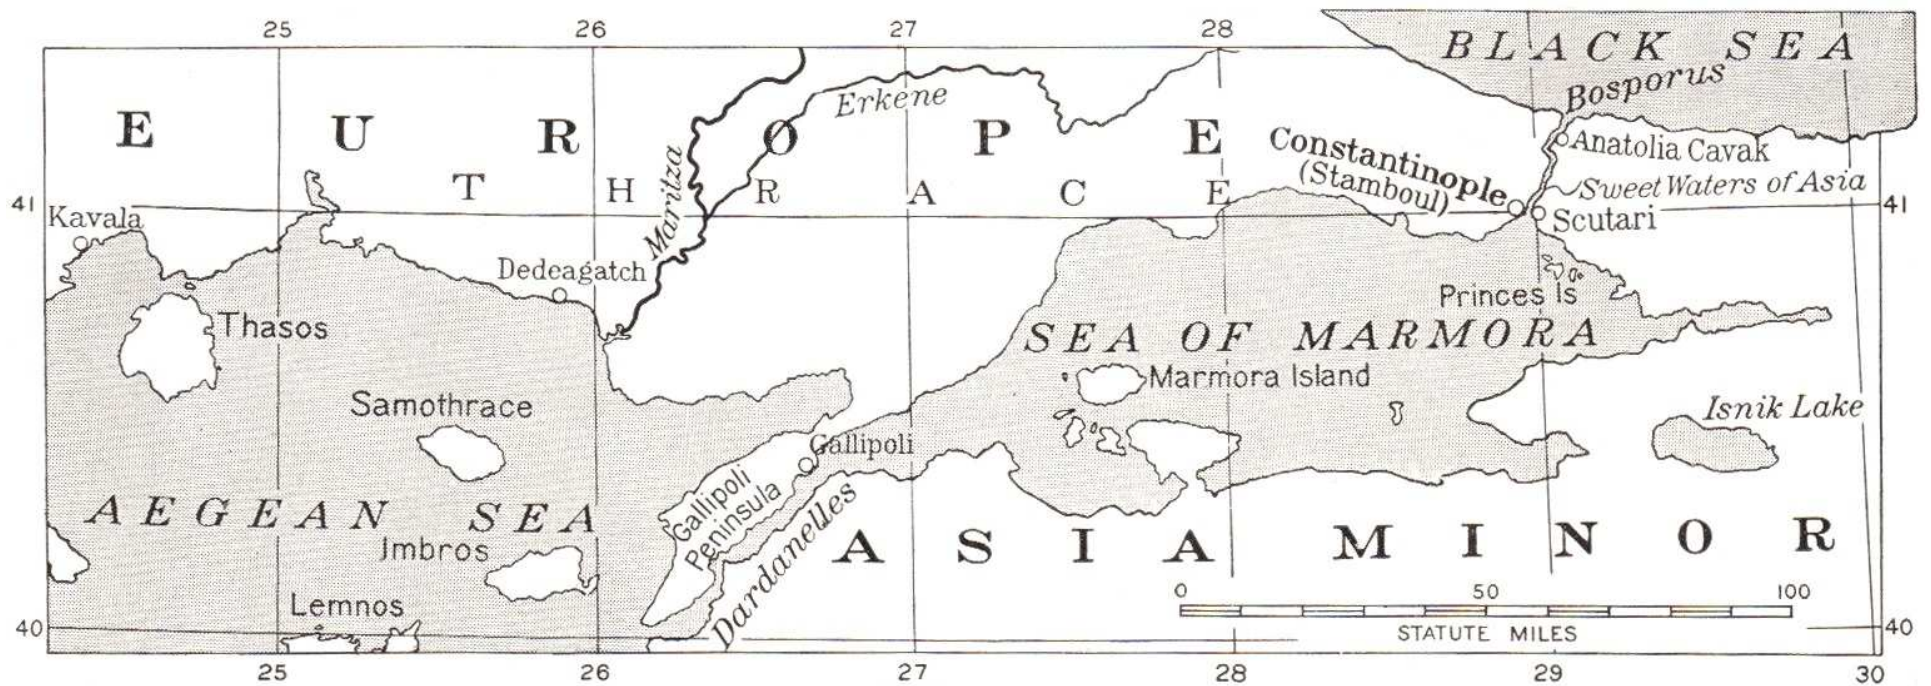 25 26 27 28
BLACK SEA
Bosporus
Erkene
EUROPE
Constantinople
(Stamboul)
Anatolia Cavak
Maritza
THRACE
Sweet Waters of Asia
41 41
Kavala
Scutari
Dedeagatch
Princes Is
Thasos
SEA OF MARMORA
Marmora Island
Samothrace
Isnik Lake
Gallipoli
Gallipoli
Peninsula
AEGEAN SEA
Dardanelles
ASIA MINOR
Imbros
0 50 100
Lemnos
STATUTE MILES
40 40
25 26 27 28 29 30